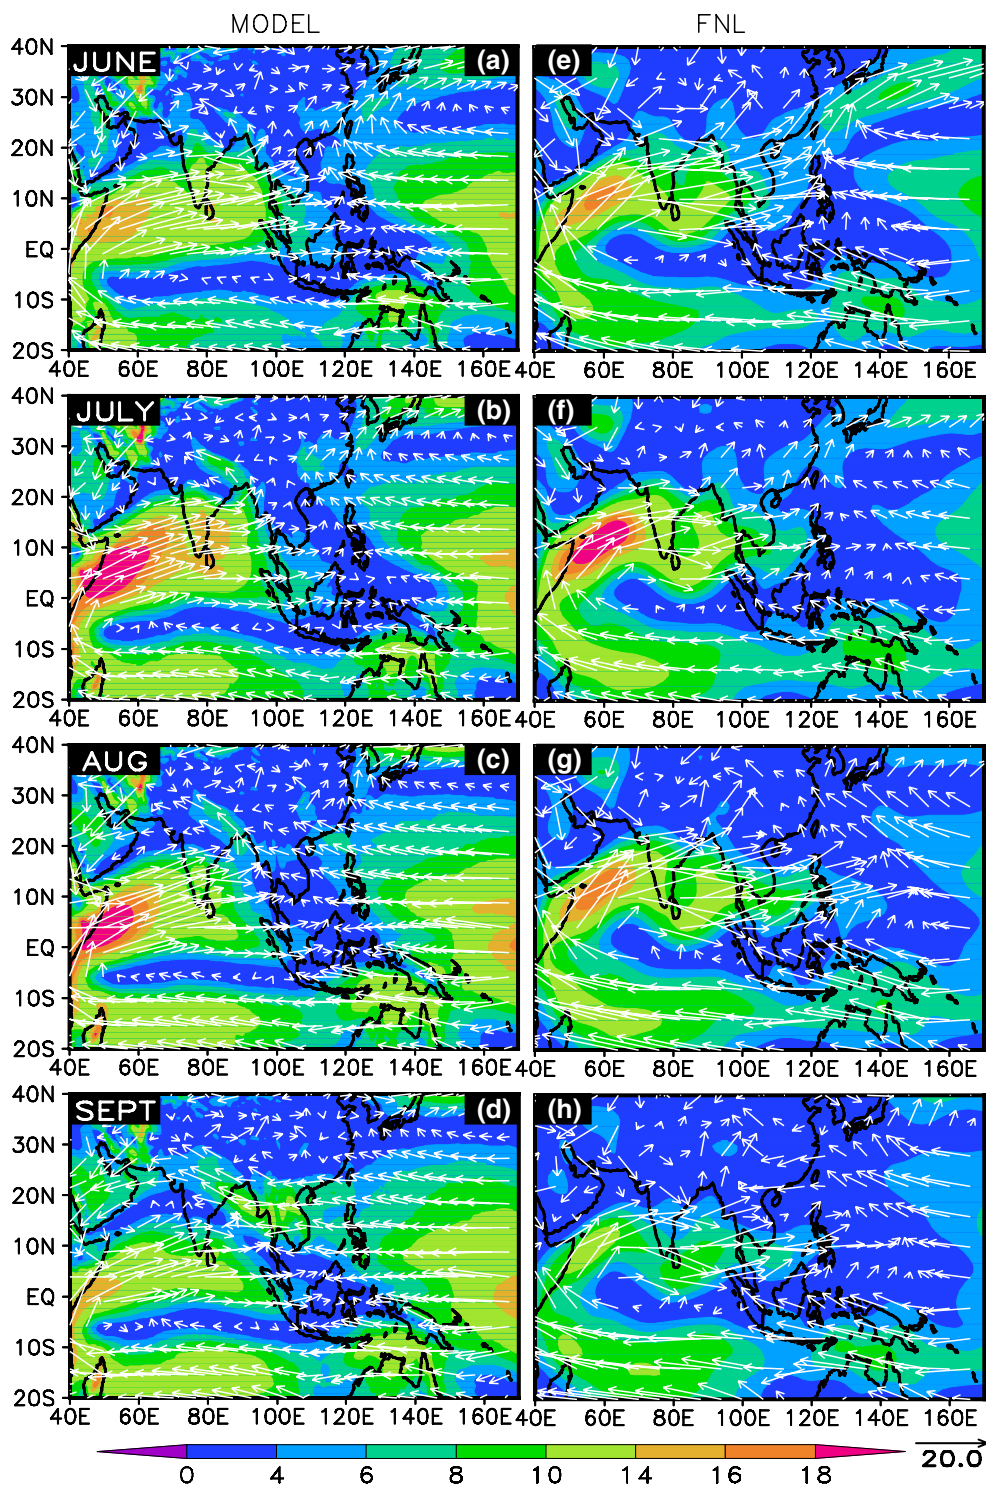 MODEL FNL
40N JUNE (a) (e)
30N
20N
10N
EQ
10S
20S
40E 60E 80E 100E 120E 140E 160E 40E 60E 80E 100E 120E 140E 160E
40N JULY (b) (f)
30N
20N
10N
EQ
10S
20S
40E 60E 80E 100E 120E 140E 160E 40E 60E 80E 100E 120E 140E 160E
40N AUG (c) (g)
30N
20N
10N
EQ
10S
20S
40E 60E 80E 100E 120E 140E 160E 40E 60E 80E 100E 120E 140E 160E
40N SEPT (d) (h)
30N
20N
10N
EQ
10S
20S
40E 60E 80E 100E 120E 140E 160E 40E 60E 80E 100E 120E 140E 160E
0 4 6 8 10 14 16 18 20.0